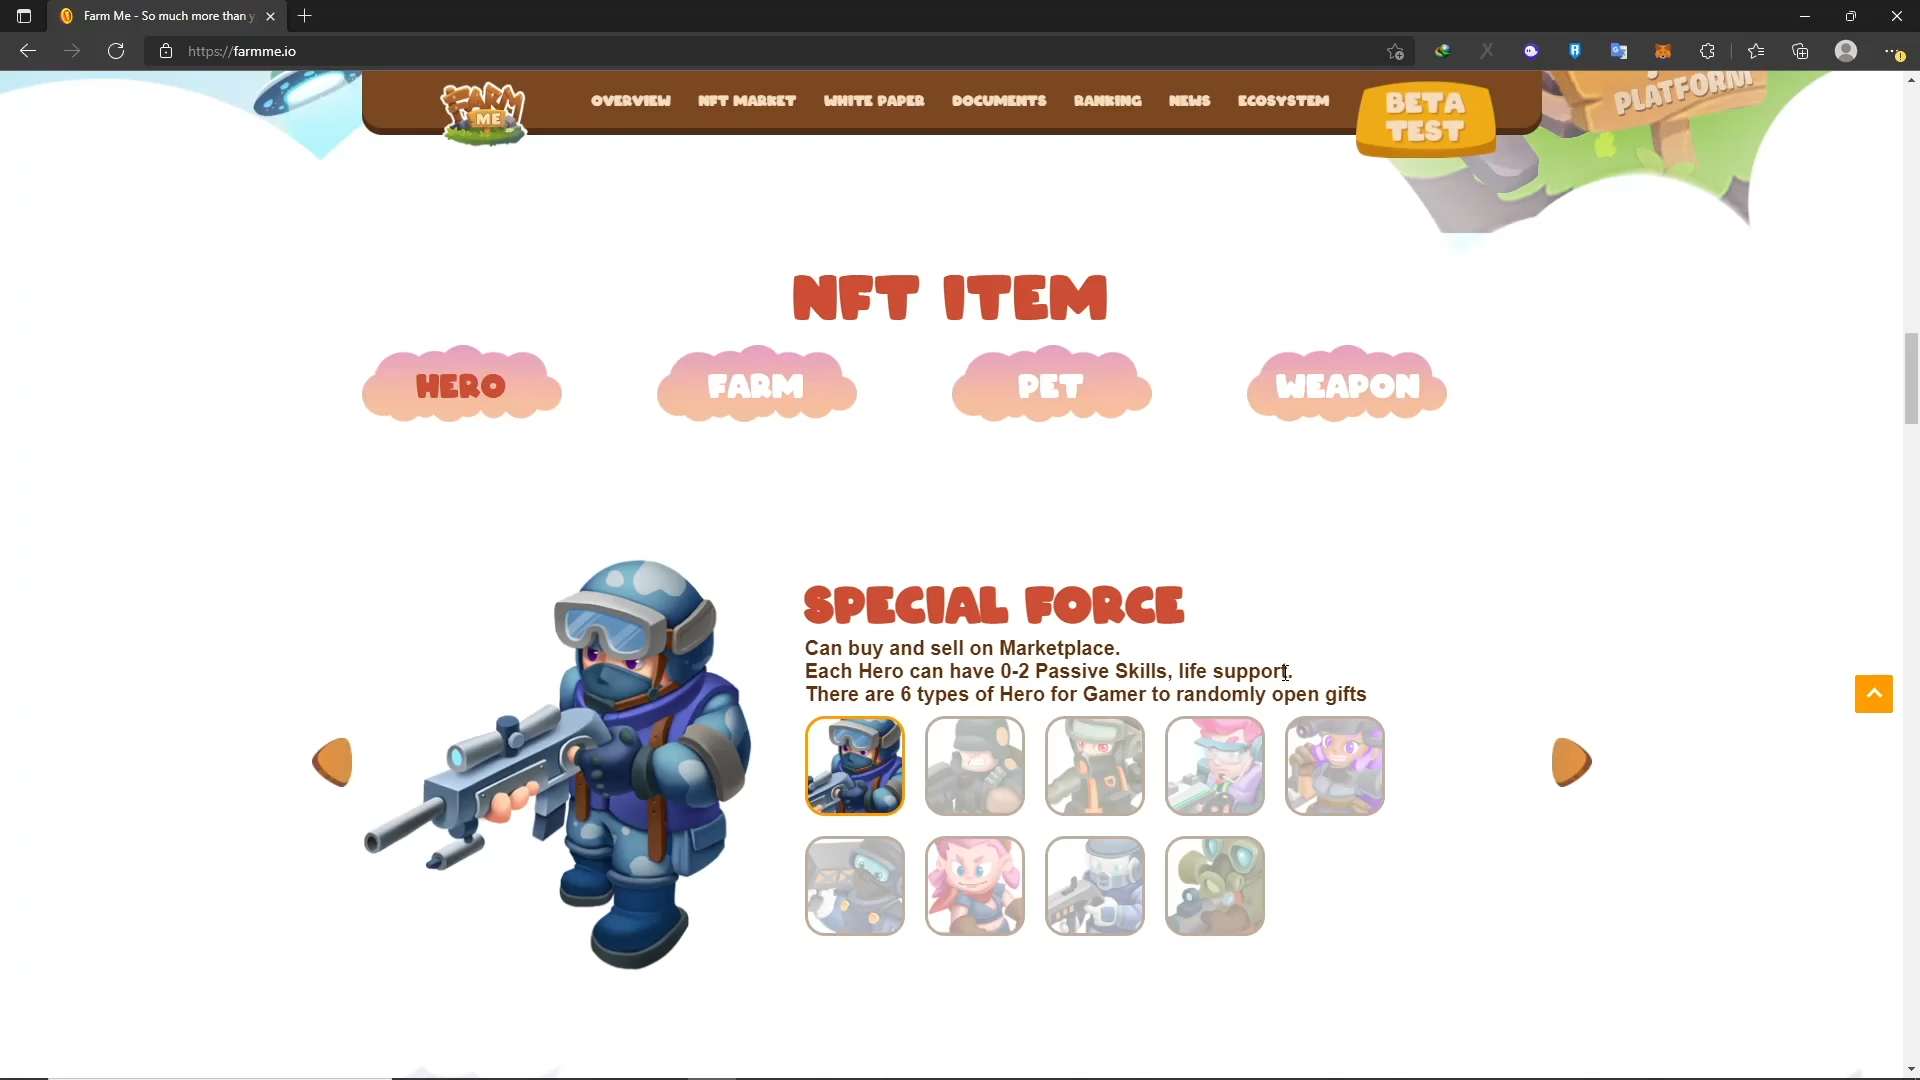 Farm Me - So much more than y
https://farmme.io
FARM
ME
OVERVIEW
NFT MARKET
WHITE PAPER
DOCUMENTS
RANKING
NEWS
ECOSYSTEM
BETA
TEST
PLATFORM
NFT ITEM
HERO
FARM
PET
WEAPON
SPECIAL FORCE
Can buy and sell on Marketplace.
Each Hero can have 0-2 Passive Skills, life support.
There are 6 types of Hero for Gamer to randomly open gifts